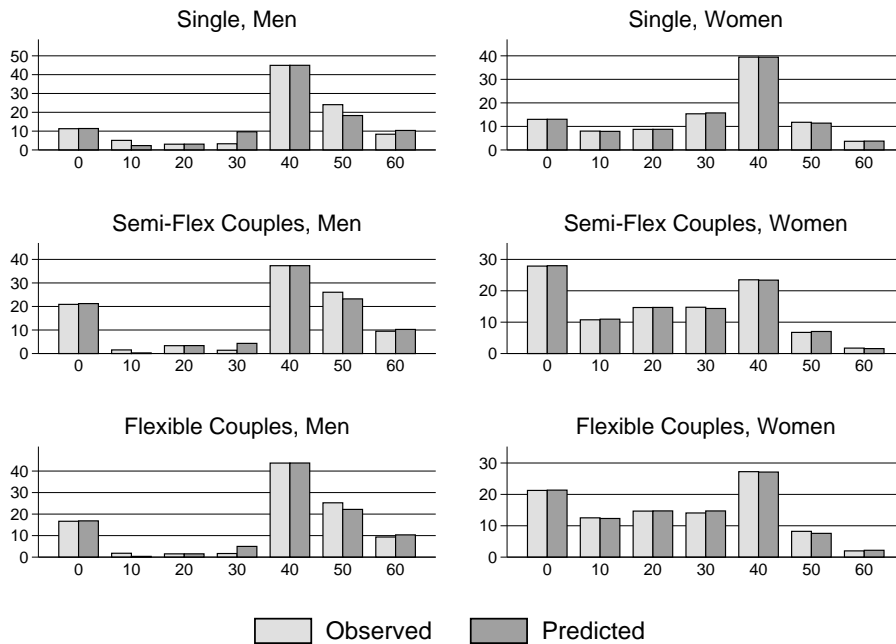 Single, Men
50
40
30
20
10
0
0 10 20 30 40 50 60
Single, Women
40
30
20
10
0
0 10 20 30 40 50 60
Semi-Flex Couples, Men
40
30
20
10
0
0 10 20 30 40 50 60
Semi-Flex Couples, Women
30
20
10
0
0 10 20 30 40 50 60
Flexible Couples, Men
40
30
20
10
0
0 10 20 30 40 50 60
Flexible Couples, Women
30
20
10
0
0 10 20 30 40 50 60
Observed Predicted